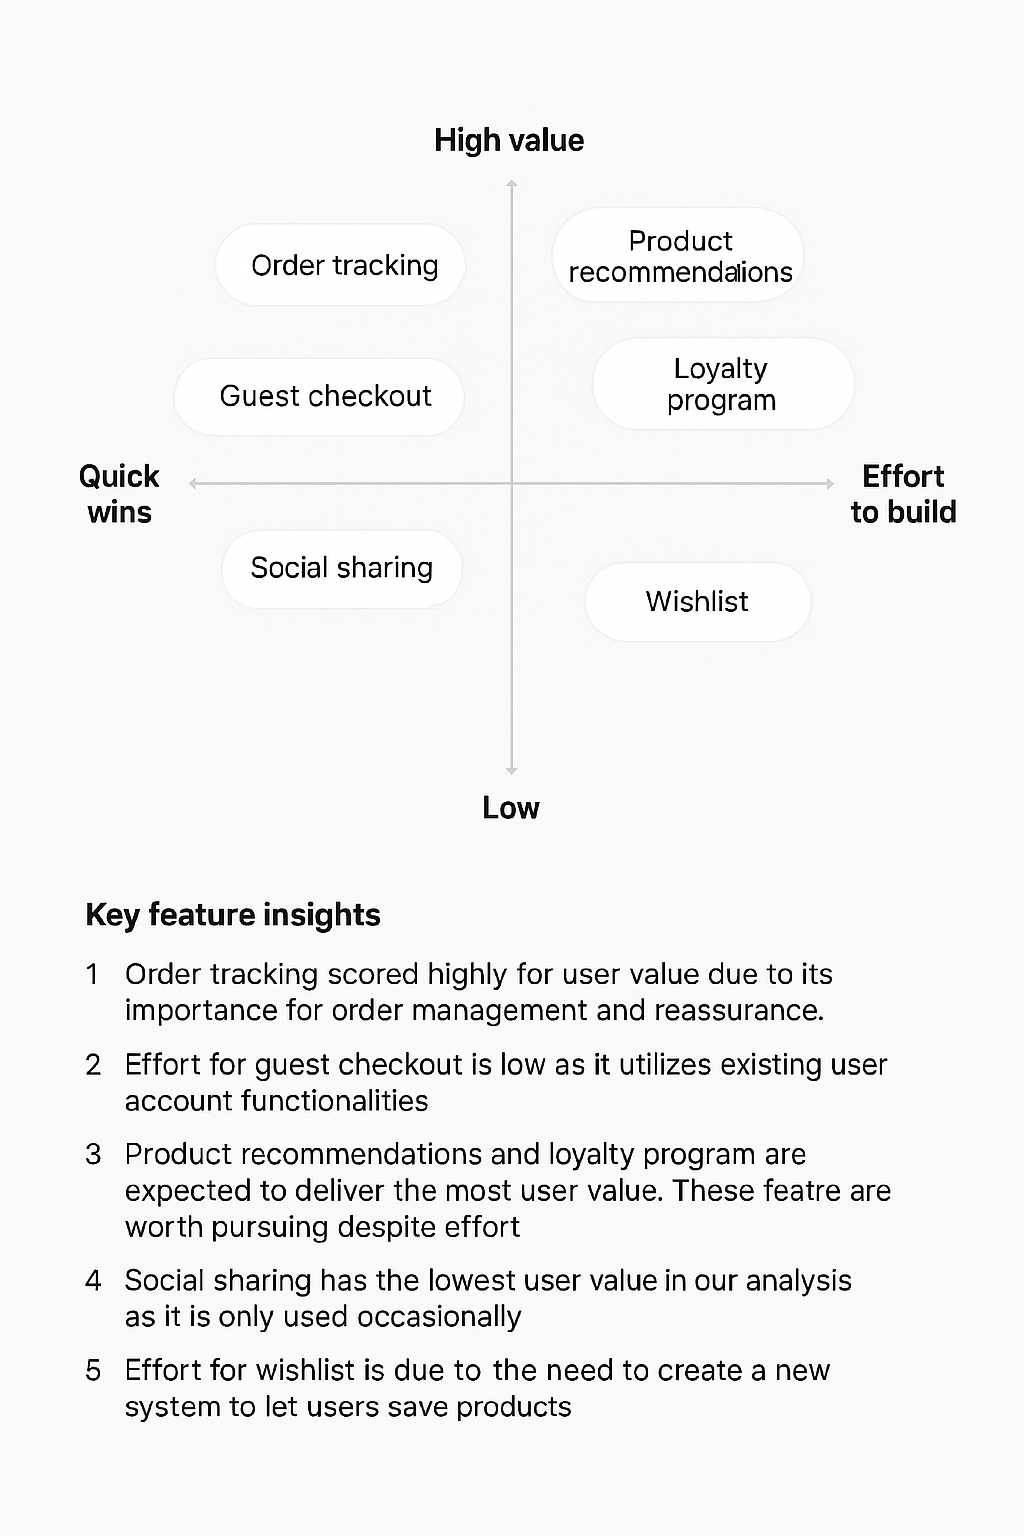 High value
Order tracking
Product
recommendations
Guest checkout
Loyalty
program
Quick
wins
Effort
to build
Social sharing
Wishlist
Low
Key feature insights
1 Order tracking scored highly for user value due to its
importance for order management and reassurance.
2 Effort for guest checkout is low as it utilizes existing user
account functionalities
3 Product recommendations and loyalty program are
expected to deliver the most user value. These featre are
worth pursuing despite effort
4 Social sharing has the lowest user value in our analysis
as it is only used occasionally
5 Effort for wishlist is due to the need to create a new
system to let users save products